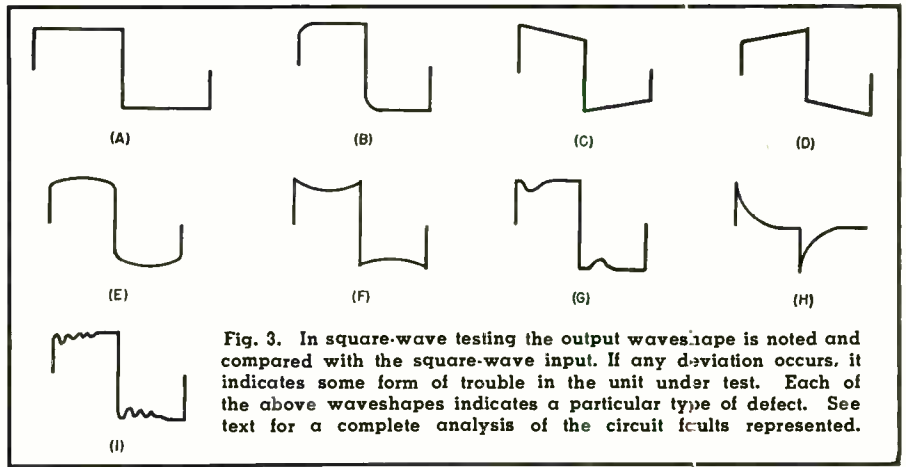 (A)
(B)
(C)
(D)
(E)
(F)
(G)
(H)
(I)
Fig. 3. In square-wave testing the output waveshape is noted and
compared with the square-wave input. If any deviation occurs, it
indicates some form of trouble in the unit under test. Each of
the above waveshapes indicates a particular type of defect. See
text for a complete analysis of the circuit faults represented.